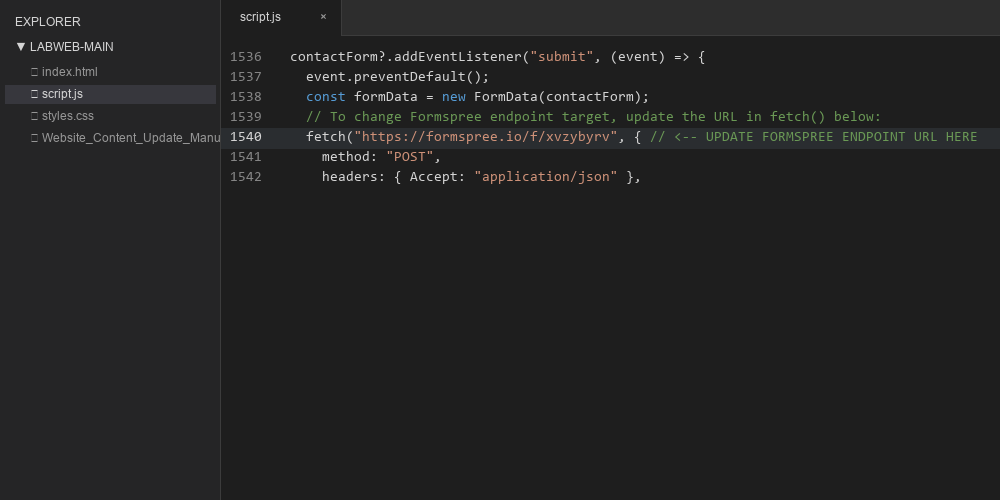 EXPLORER
▼ LABWEB-MAIN
index.html
script.js
styles.css
Website_Content_Update_Manu
script.js ×
1536 contactForm?.addEventListener("submit", (event) => {
1537 event.preventDefault();
1538 const formData = new FormData(contactForm);
1539 // To change Formspree endpoint target, update the URL in fetch() below:
1540 fetch("https://formspree.io/f/xvzybyrv", { // <-- UPDATE FORMSPREE ENDPOINT URL HERE
1541 method: "POST",
1542 headers: { Accept: "application/json" },